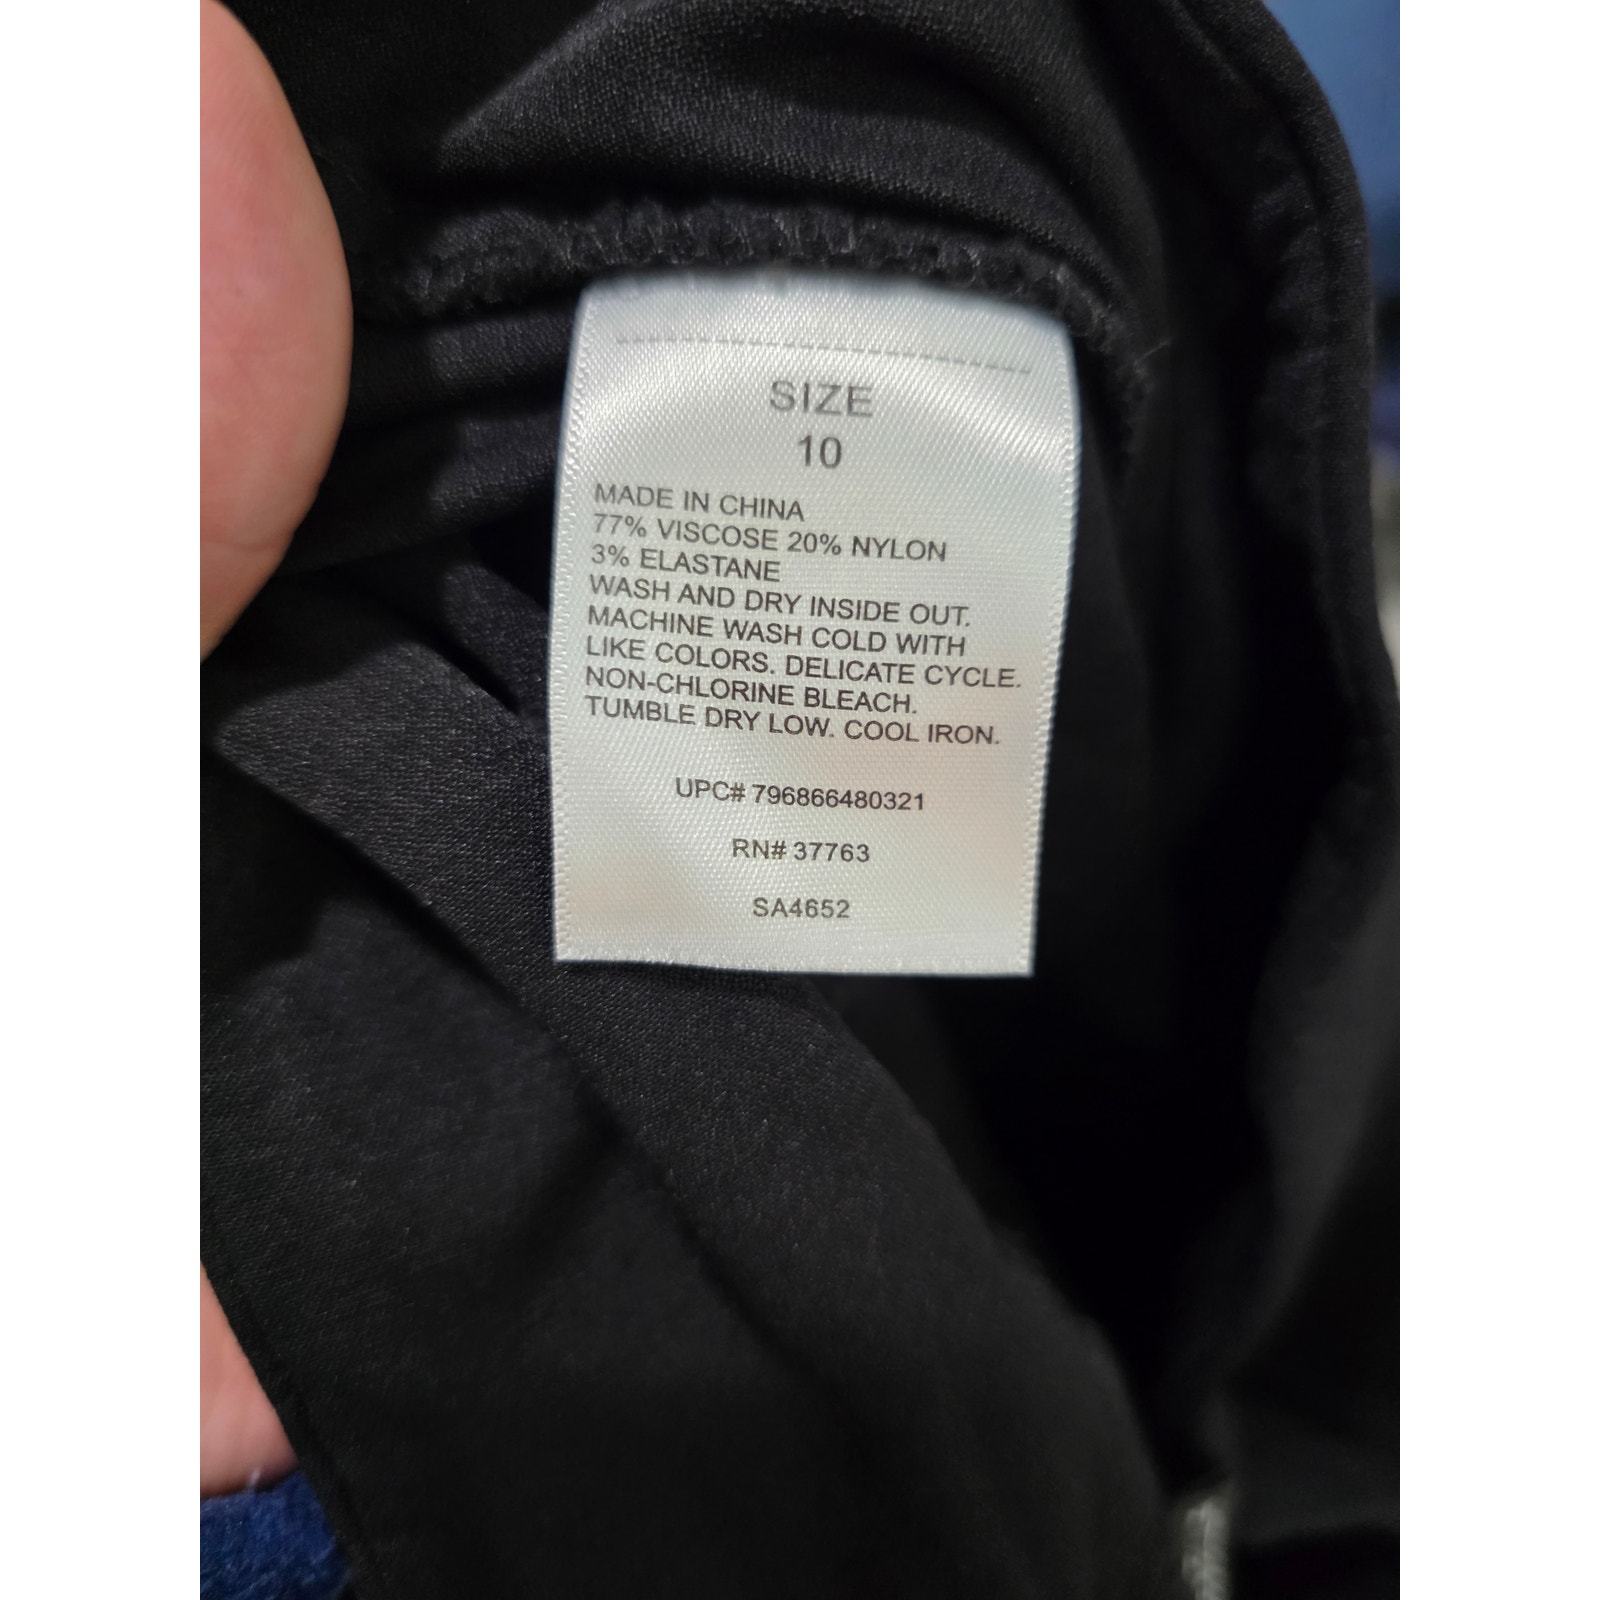 SIZE
10
MADE IN CHINA
77% VISCOSE 20% NYLON
3% ELASTANE
WASH AND DRY INSIDE OUT.
MACHINE WASH COLD WITH
LIKE COLORS. DELICATE CYCLE.
NON-CHLORINE BLEACH.
TUMBLE DRY LOW. COOL IRON.
UPC# 796866480321
RN# 37763
SA4652